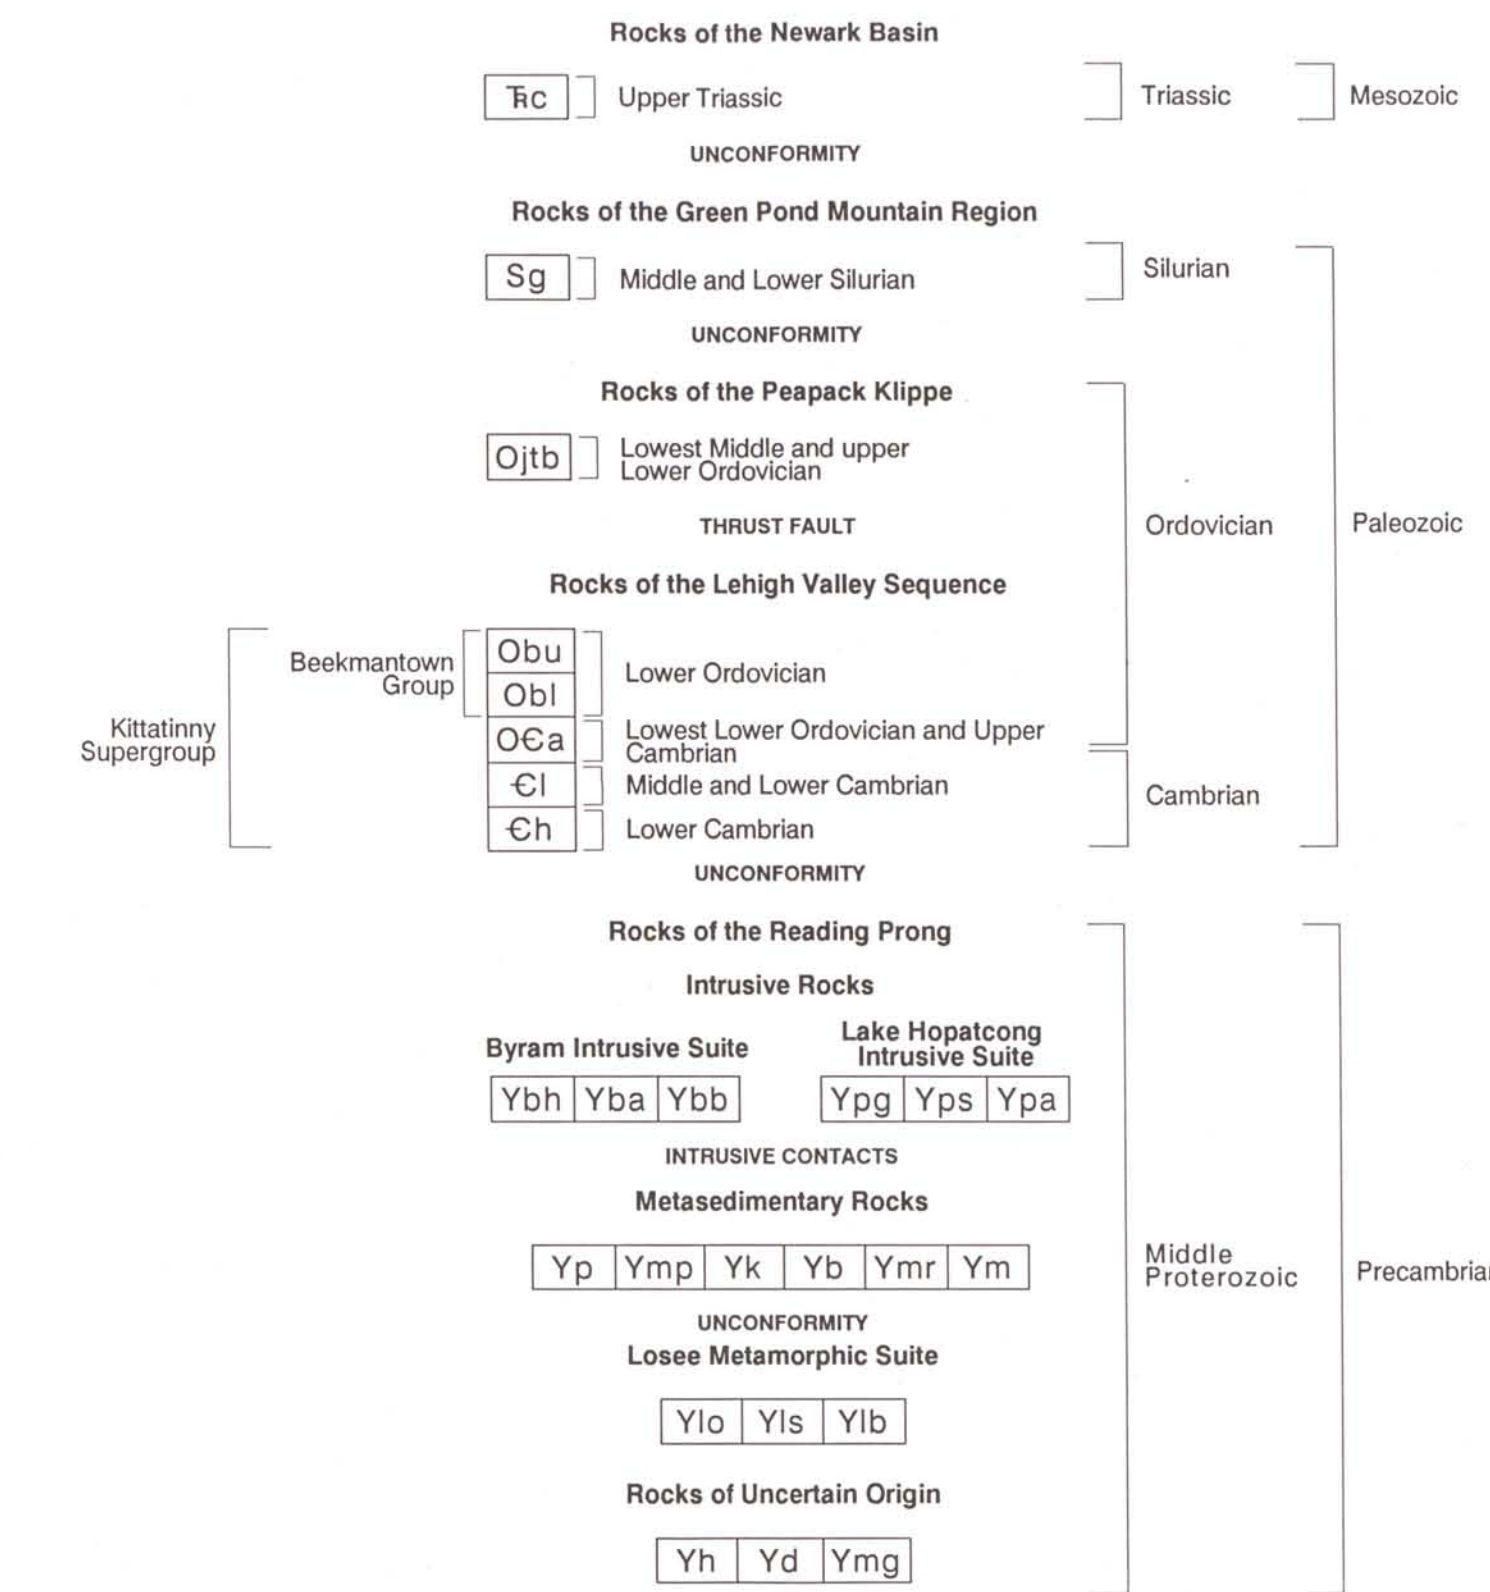 Rocks of the Newark Basin
ꞦC Upper Triassic Triassic Mesozoic
UNCONFORMITY
Rocks of the Green Pond Mountain Region
Sg Middle and Lower Silurian Silurian
UNCONFORMITY
Rocks of the Peapack Klippe
Ojtb Lowest Middle and upper
Lower Ordovician
THRUST FAULT Ordovician Paleozoic
Rocks of the Lehigh Valley Sequence
Kittatinny
Supergroup
Beekmantown
Group
Obu
Obl
Lower Ordovician
OЄa Lowest Lower Ordovician and Upper
Cambrian
Єl Middle and Lower Cambrian
Єh Lower Cambrian
Cambrian
UNCONFORMITY
Rocks of the Reading Prong
Intrusive Rocks
Byram Intrusive Suite
Ybh Yba Ybb
Lake Hopatcong
Intrusive Suite
Ypg Yps Ypa
INTRUSIVE CONTACTS
Metasedimentary Rocks
Yp Ymp Yk Yb Ymr Ym
Middle
Proterozoic
Precambrian
UNCONFORMITY
Losee Metamorphic Suite
Ylo Yls Ylb
Rocks of Uncertain Origin
Yh Yd Ymg